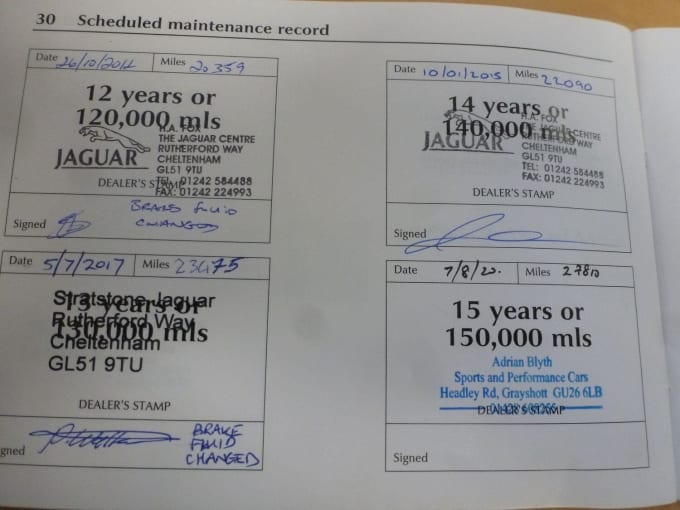 30 Scheduled maintenance record
Date 26/10/2012 Miles 20359
12 years or
120,000 mls
JAGUAR
H.A. FOX
THE JAGUAR CENTRE
RUTHERFORD WAY
CHELTENHAM
GL51 9TU
TEL: 01242 584488
FAX: 01242 224993
DEALER'S STAMP
BRAKE FLUID
CHANGED
Signed
Date 10/01/2015 Miles 22090
14 years or
140,000 mls
JAGUAR
H.A. FOX
THE JAGUAR CENTRE
RUTHERFORD WAY
CHELTENHAM
GL51 9TU
TEL: 01242 584488
FAX: 01242 224993
DEALER'S STAMP
Signed
Date 5/7/2017 Miles 23475
13 years or
130,000 mls
Stratstone Jaguar
Rutherford Way
Cheltenham
GL51 9TU
DEALER'S STAMP
BRAKE
FLUID
CHANGED
gned
Date 7/8/20. Miles 27810
15 years or
150,000 mls
Adrian Blyth
Sports and Performance Cars
Headley Rd, Grayshott GU26 6LB
DEALER'S STAMP
Signed